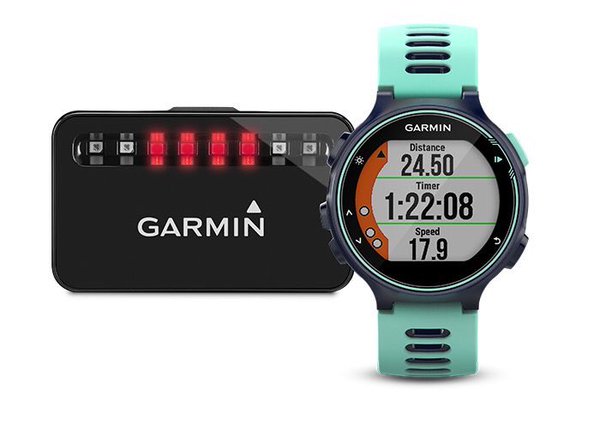 GARMIN
GARMIN
Distance
24.50
Timer
1:22:08
Speed
17.9